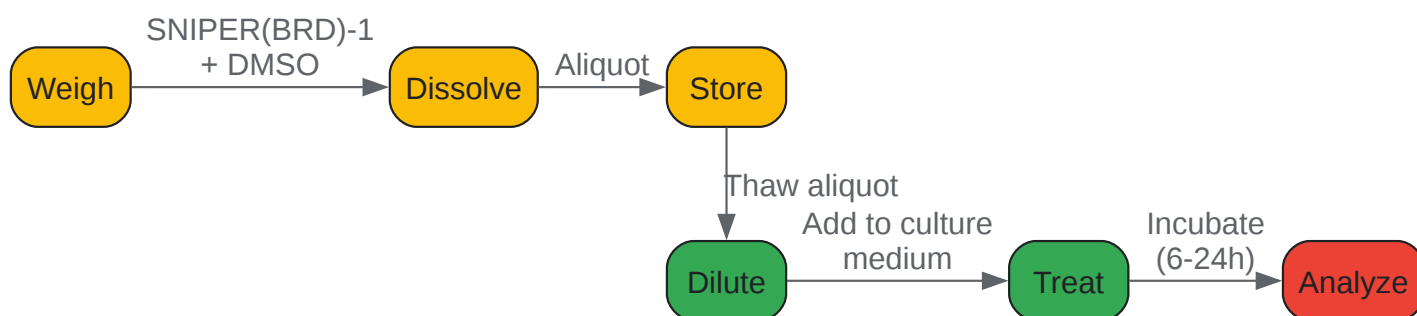 SNIPER(BRD)-1
+ DMSO
Aliquot
Weigh
Dissolve
Store
Thaw aliquot
Add to culture
medium
Incubate
(6-24h)
Dilute
Treat
Analyze